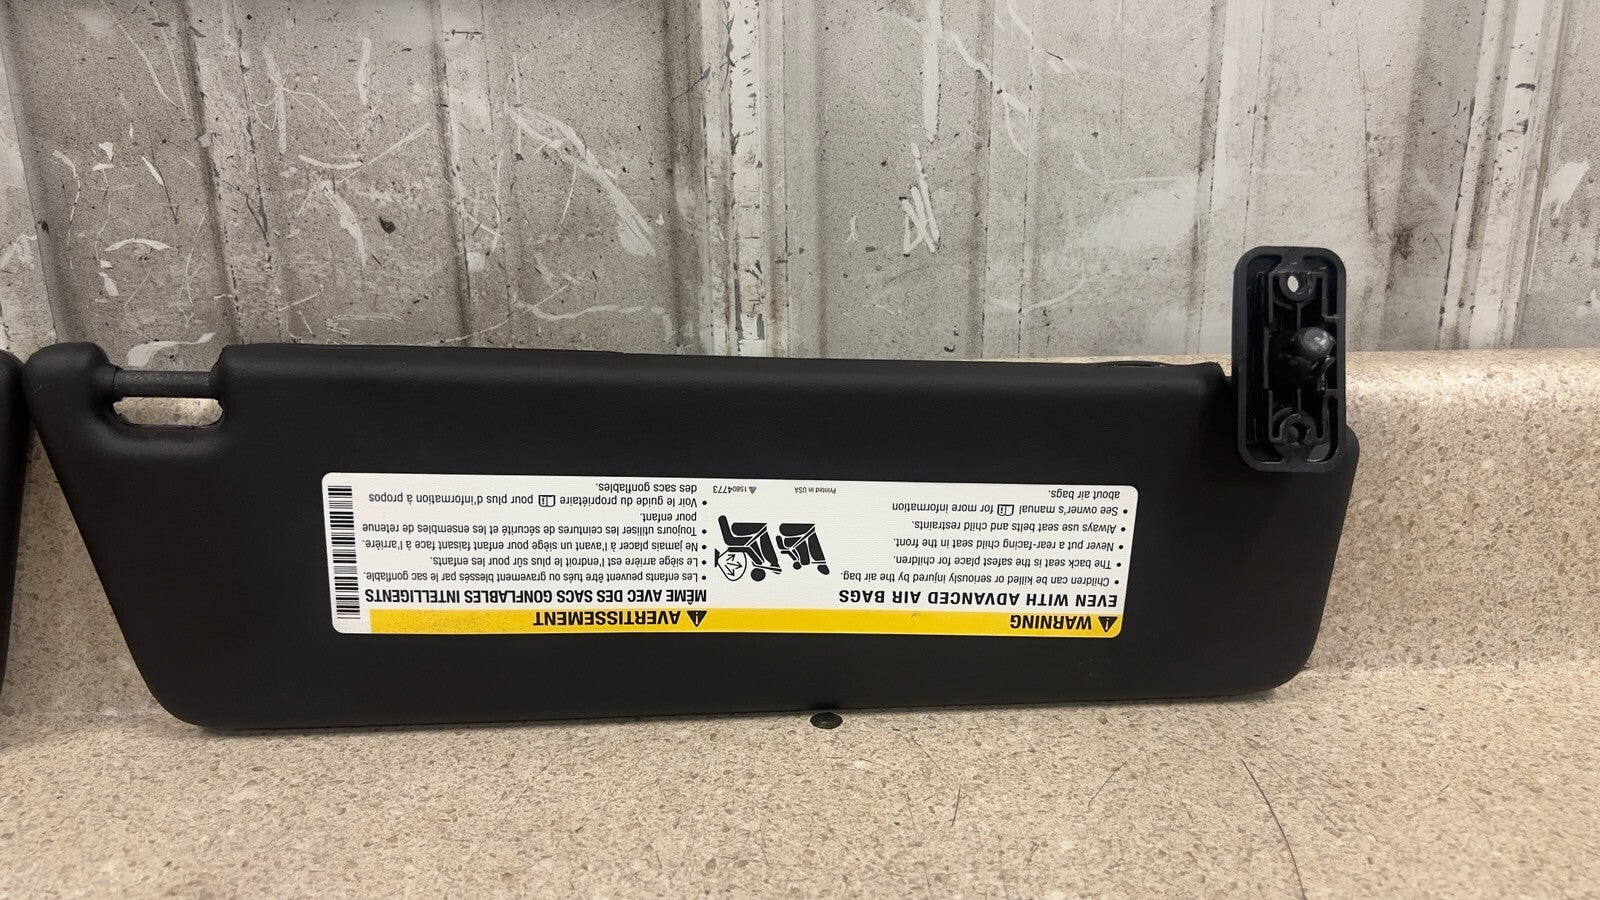 WARNING
EVEN WITH ADVANCED AIR BAGS
• Children can be killed or seriously injured by the air bag.
• The back seat is the safest place for children.
• Never put a rear-facing child seat in the front.
• Always use seat belts and child restraints.
• See owner's manual for more information
about air bags.
Printed in USA
15804773
AVERTISSEMENT
MÊME AVEC DES SACS GONFLABLES INTELLIGENTS
• Les enfants peuvent être tués ou gravement blessés par le sac gonflable.
• Le siège arrière est l'endroit le plus sûr pour les enfants.
• Ne jamais placer à l'avant un siège pour enfant faisant face à l'arrière.
• Toujours utiliser les ceintures de sécurité et les ensembles de retenue
pour enfant.
• Voir le guide du propriétaire pour plus d'information à propos
des sacs gonflables.